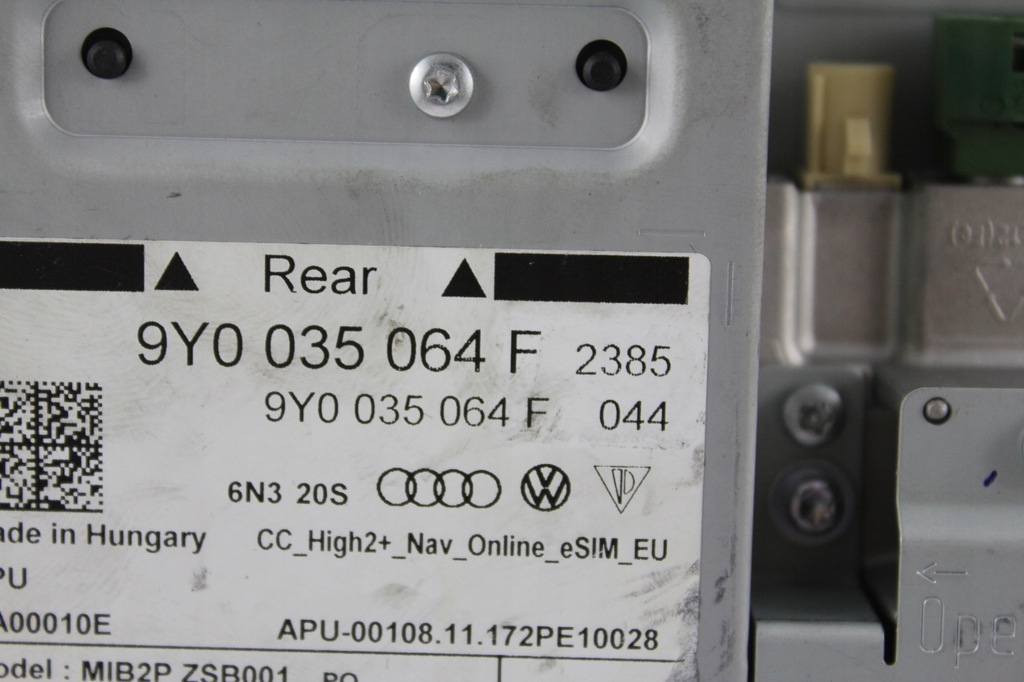 Rear
9Y0 035 064 F 2385
9Y0 035 064 F 044
6N3 20S
ade in Hungary
CC_High2+_Nav_Online_eSIM_EU
PU
A00010E
APU-00108.11.172PE10028
odel : MIB2P ZSB001 PO
Ope